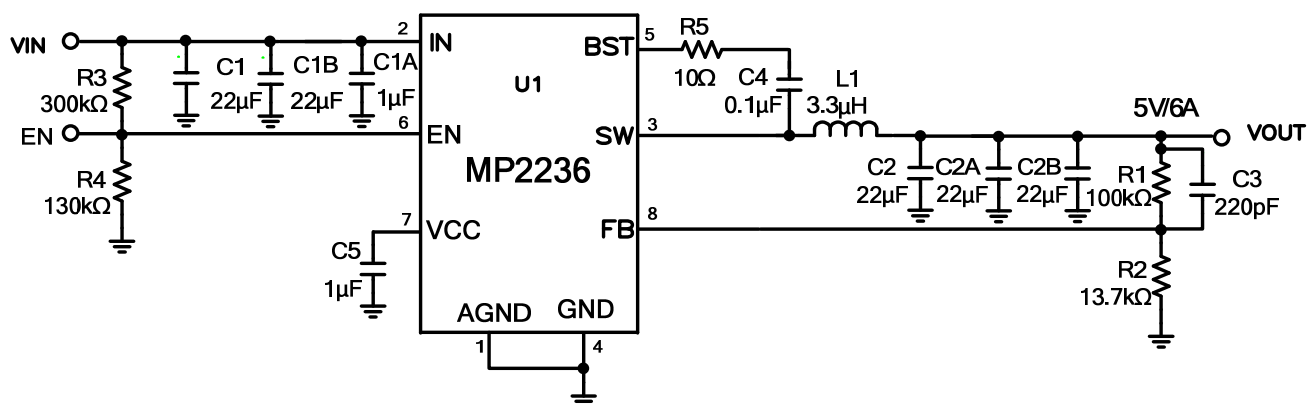 VIN
R3
300kΩ
EN
R4
130kΩ
C1
22µF
C1B
22µF
C1A
1µF
2
IN
6
EN
7
VCC
C5
1µF
U1
MP2236
AGND
1
GND
4
BST
5
SW
3
FB
8
R5
10Ω
C4
0.1µF
L1
3.3µH
5V/6A
VOUT
C2
22µF
C2A
22µF
C2B
22µF
R1
100kΩ
C3
220pF
R2
13.7kΩ